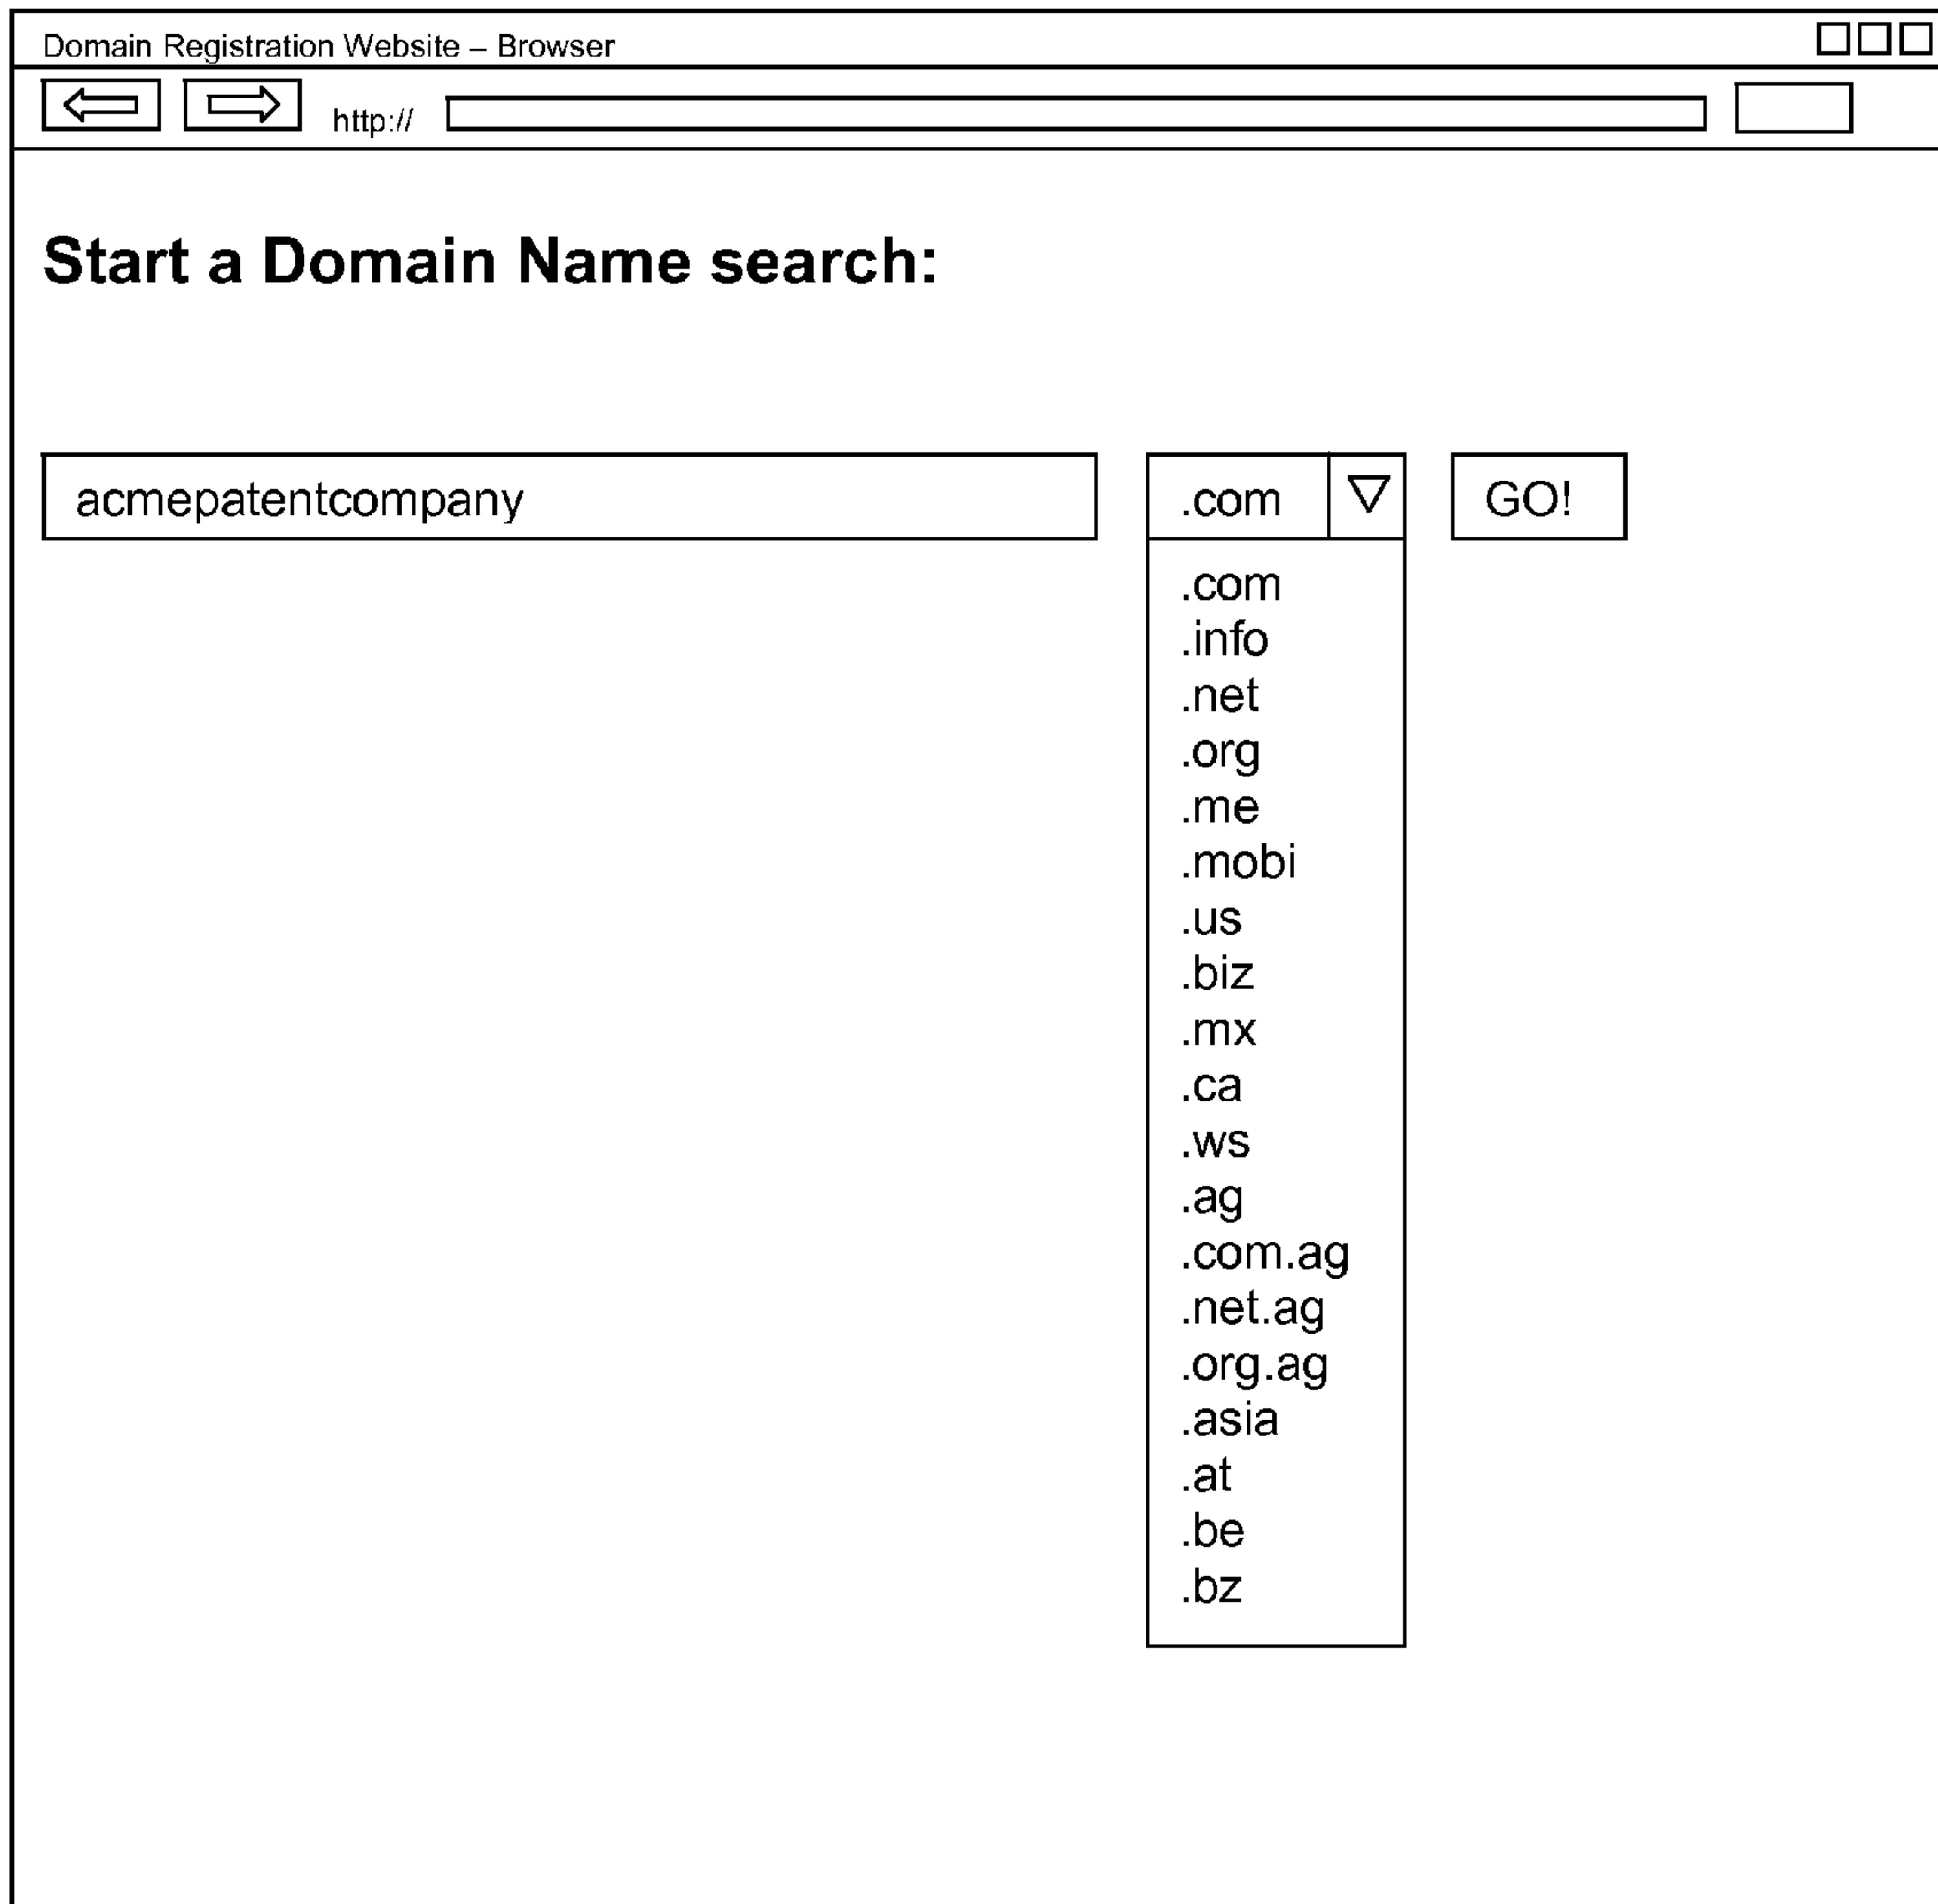 Domain Registration Website – Browser
http://
Start a Domain Name search:
acmepatentcompany .com GO!
.com
.info
.net
.org
.me
.mobi
.us
.biz
.mx
.ca
.ws
.ag
.com.ag
.net.ag
.org.ag
.asia
.at
.be
.bz